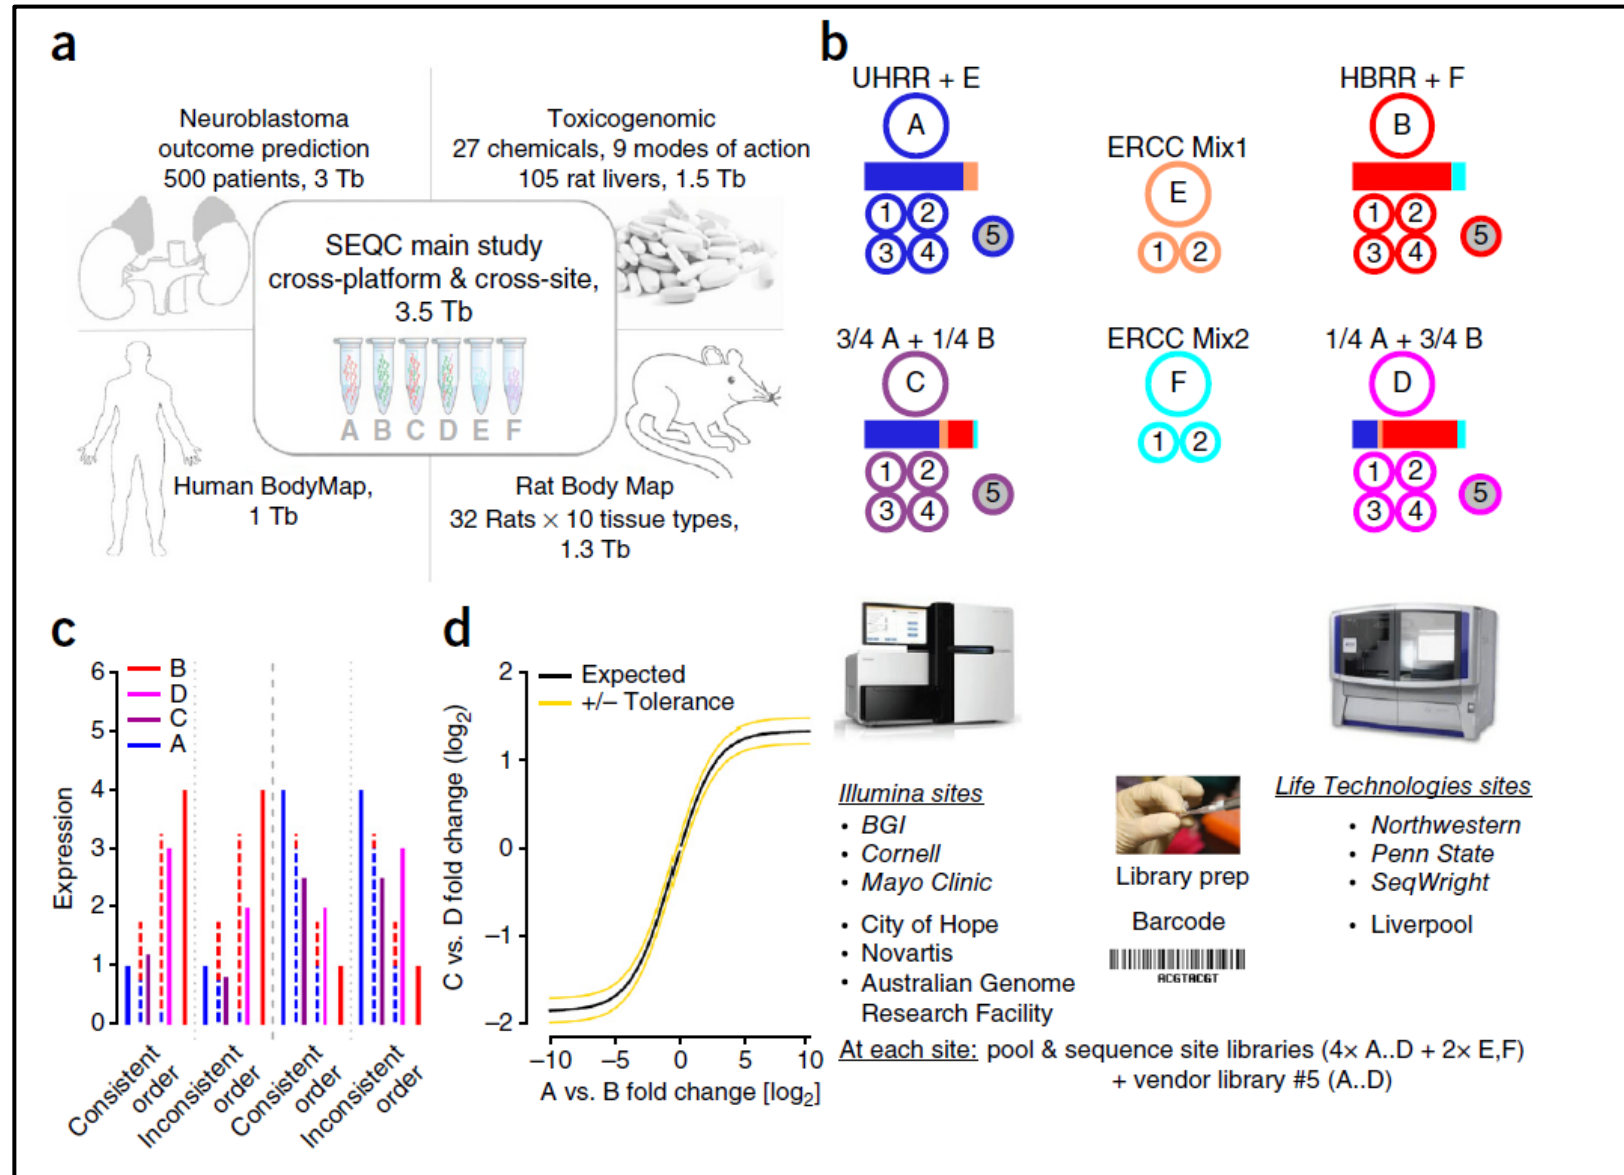 a
Neuroblastoma
outcome prediction
500 patients, 3 Tb
Toxicogenomic
27 chemicals, 9 modes of action
105 rat livers, 1.5 Tb
SEQC main study
cross-platform & cross-site,
3.5 Tb
A B C D E F
Human BodyMap,
1 Tb
Rat Body Map
32 Rats × 10 tissue types,
1.3 Tb
b
UHRR + E
A
1 2
3 4
5
ERCC Mix1
E
1 2
HBRR + F
B
1 2
3 4
5
3/4 A + 1/4 B
C
1 2
3 4
5
ERCC Mix2
F
1 2
1/4 A + 3/4 B
D
1 2
3 4
5
Illumina sites
• BGI
• Cornell
• Mayo Clinic
• City of Hope
• Novartis
• Australian Genome
Research Facility
Library prep
Barcode
ACGTACGT
Life Technologies sites
• Northwestern
• Penn State
• SeqWright
• Liverpool
At each site: pool & sequence site libraries (4× A..D + 2× E,F)
+ vendor library #5 (A..D)
c
B
D
C
A
Expression
6
5
4
3
2
1
0
Consistent
order
Inconsistent
order
Consistent
order
Inconsistent
order
d
Expected
+/– Tolerance
C vs. D fold change (log2)
2
1
0
–1
–2
–10 –5 0 5 10
A vs. B fold change [log2]